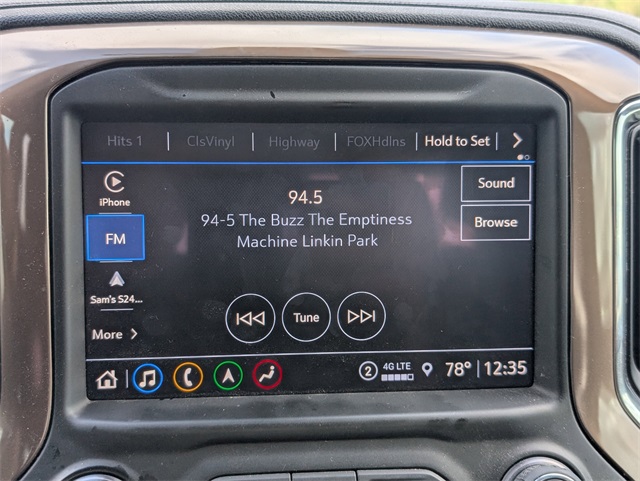 Hits 1 ClsVinyl Highway FOXHdlns Hold to Set
iPhone
94.5
Sound
94-5 The Buzz The Emptiness
Machine Linkin Park
Browse
FM
Sam's S24...
Tune
More
2 4G LTE 78° 12:35